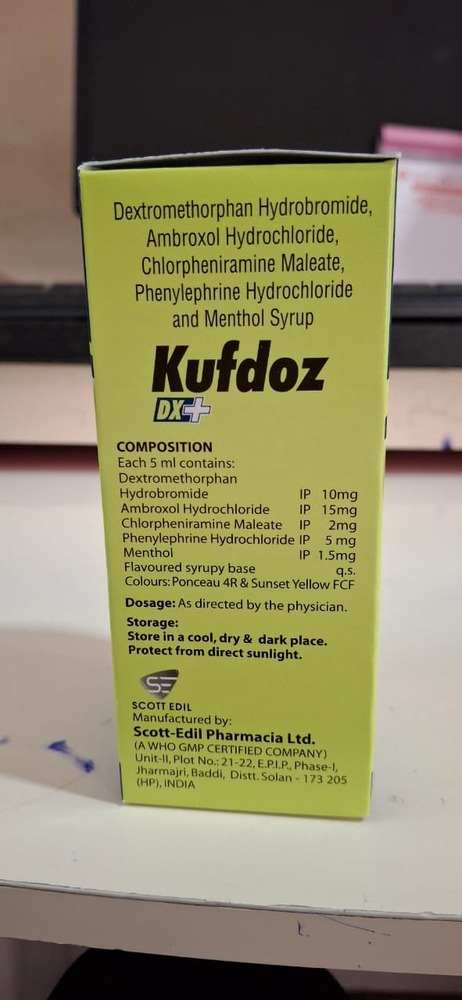 Dextromethorphan Hydrobromide,
Ambroxol Hydrochloride,
Chlorpheniramine Maleate,
Phenylephrine Hydrochloride
and Menthol Syrup
Kufdoz
DX+
COMPOSITION
Each 5 ml contains:
Dextromethorphan
Hydrobromide IP 10mg
Ambroxol Hydrochloride IP 15mg
Chlorpheniramine Maleate IP 2mg
Phenylephrine Hydrochloride IP 5 mg
Menthol IP 1.5mg
Flavoured syrupy base q.s.
Colours: Ponceau 4R & Sunset Yellow FCF
Dosage: As directed by the physician.
Storage:
Store in a cool, dry & dark place.
Protect from direct sunlight.
SE
SCOTT EDIL
Manufactured by:
Scott-Edil Pharmacia Ltd.
(A WHO GMP CERTIFIED COMPANY)
Unit-II, Plot No.: 21-22, E.P.I.P., Phase-I,
Jharmajri, Baddi, Distt. Solan - 173 205
(HP), INDIA